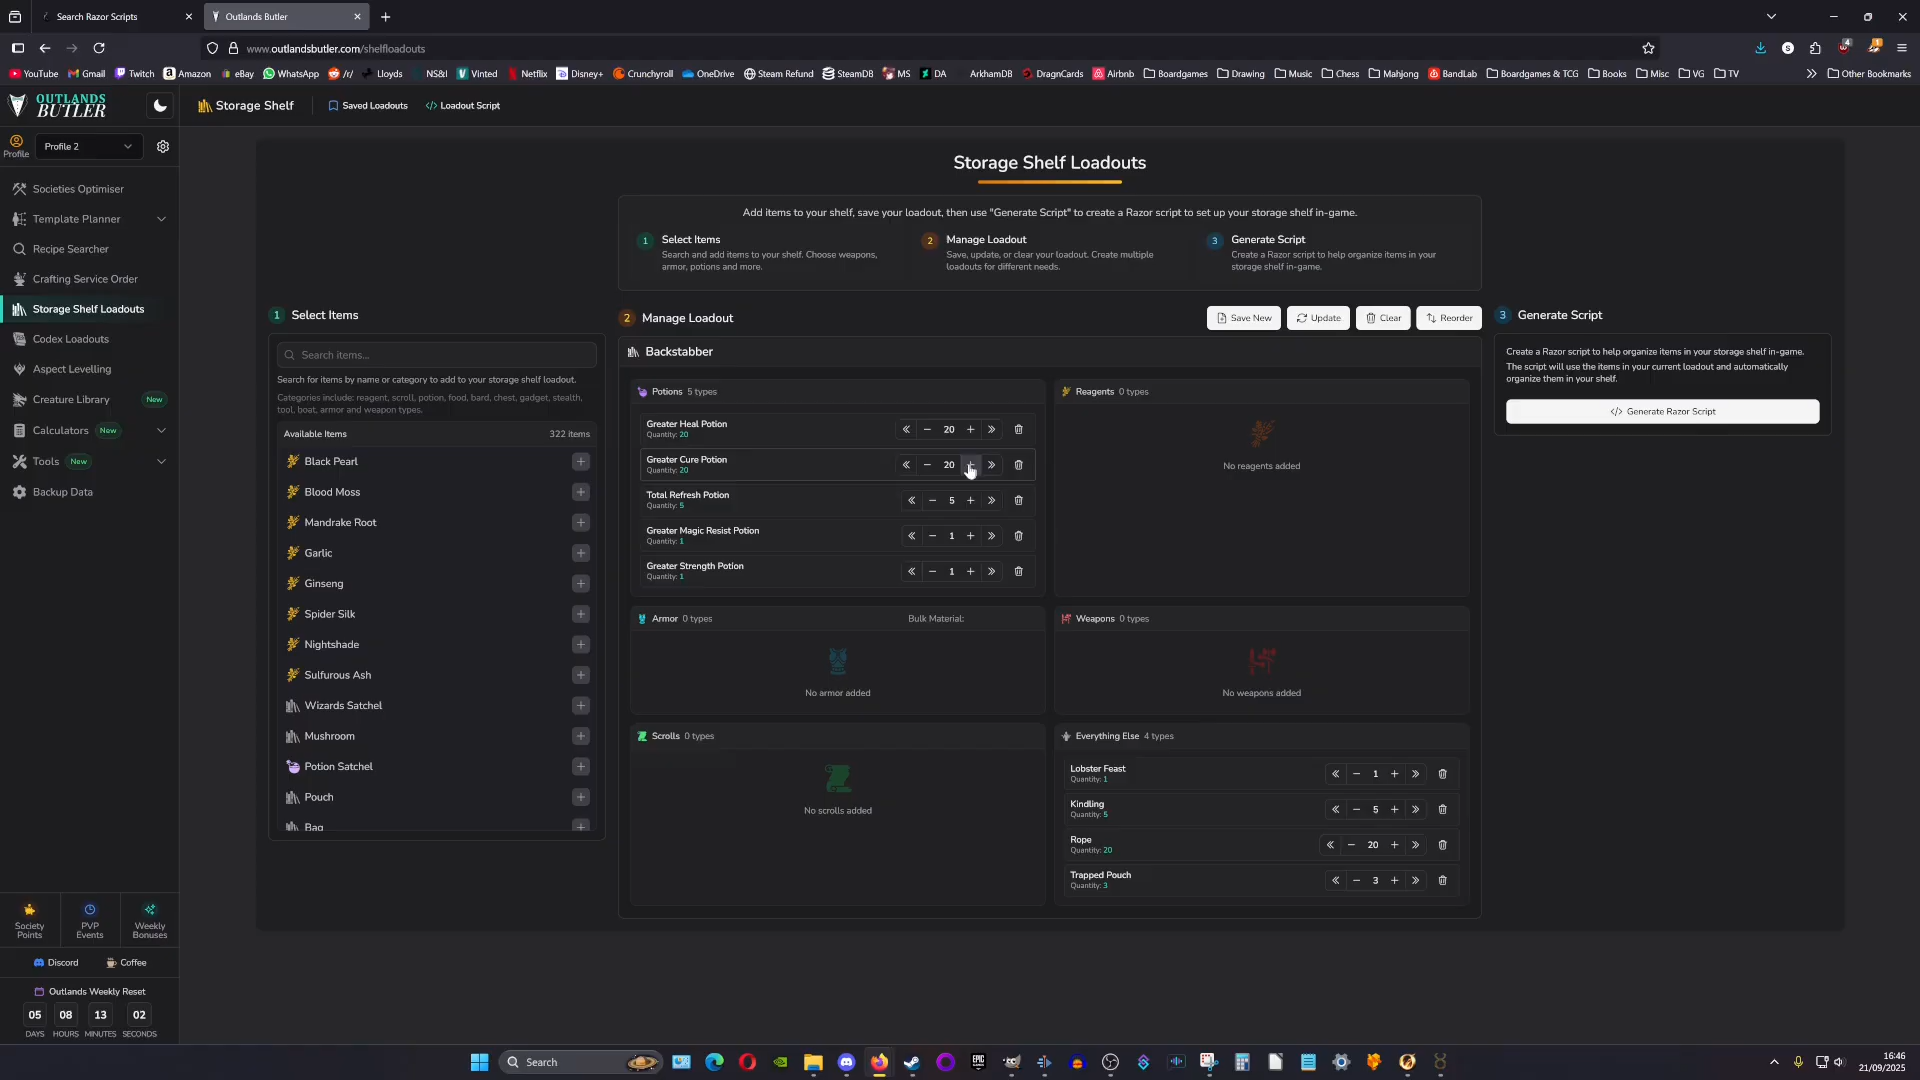 Search Razor Scripts
Outlands Butler
www.outlandsbutler.com/shelfloadouts
YouTube
Gmail
Twitch
Amazon
eBay
WhatsApp
/r/
Lloyds
NS&I
Vinted
Netflix
Disney+
Crunchyroll
OneDrive
Steam Refund
SteamDB
MS
DA
ArkhamDB
DragnCards
Airbnb
Boardgames
Drawing
Music
Chess
Mahjong
BandLab
Boardgames & TCG
Books
Misc
VG
TV
Other Bookmarks
OUTLANDS
BUTLER
Storage Shelf
Saved Loadouts
</> Loadout Script
Profile
Profile 2
Societies Optimiser
Template Planner
Recipe Searcher
Crafting Service Order
Storage Shelf Loadouts
Codex Loadouts
Aspect Levelling
Creature Library New
Calculators New
Tools New
Backup Data
Society Points
PVP Events
Weekly Bonuses
Discord
Coffee
Outlands Weekly Reset
05 08 13 02
DAYS HOURS MINUTES SECONDS
Storage Shelf Loadouts
Add items to your shelf, save your loadout, then use "Generate Script" to create a Razor script to set up your storage shelf in-game.
1 Select Items
Search and add items to your shelf. Choose weapons,
armor, potions and more.
2 Manage Loadout
Save, update, or clear your loadout. Create multiple
loadouts for different needs.
3 Generate Script
Create a Razor script to help organize items in your
storage shelf in-game.
1 Select Items
Search items...
Search for items by name or category to add to your storage shelf loadout.
Categories include: reagent, scroll, potion, food, bard, chest, gadget, stealth,
tool, boat, armor and weapon types.
Available Items 322 items
Black Pearl
Blood Moss
Mandrake Root
Garlic
Ginseng
Spider Silk
Nightshade
Sulfurous Ash
Wizards Satchel
Mushroom
Potion Satchel
Pouch
Bag
2 Manage Loadout
Save New
Update
Clear
Reorder
Backstabber
Potions 5 types
Greater Heal Potion
Quantity: 20
20
Greater Cure Potion
Quantity: 20
20
Total Refresh Potion
Quantity: 5
5
Greater Magic Resist Potion
Quantity: 1
1
Greater Strength Potion
Quantity: 1
1
Reagents 0 types
No reagents added
Armor 0 types Bulk Material:
No armor added
Weapons 0 types
No weapons added
Scrolls 0 types
No scrolls added
Everything Else 4 types
Lobster Feast
Quantity: 1
1
Kindling
Quantity: 5
5
Rope
Quantity: 20
20
Trapped Pouch
Quantity: 3
3
3 Generate Script
Create a Razor script to help organize items in your storage shelf in-game.
The script will use the items in your current loadout and automatically
organize them in your shelf.
</> Generate Razor Script
Search
16:46
21/09/2025